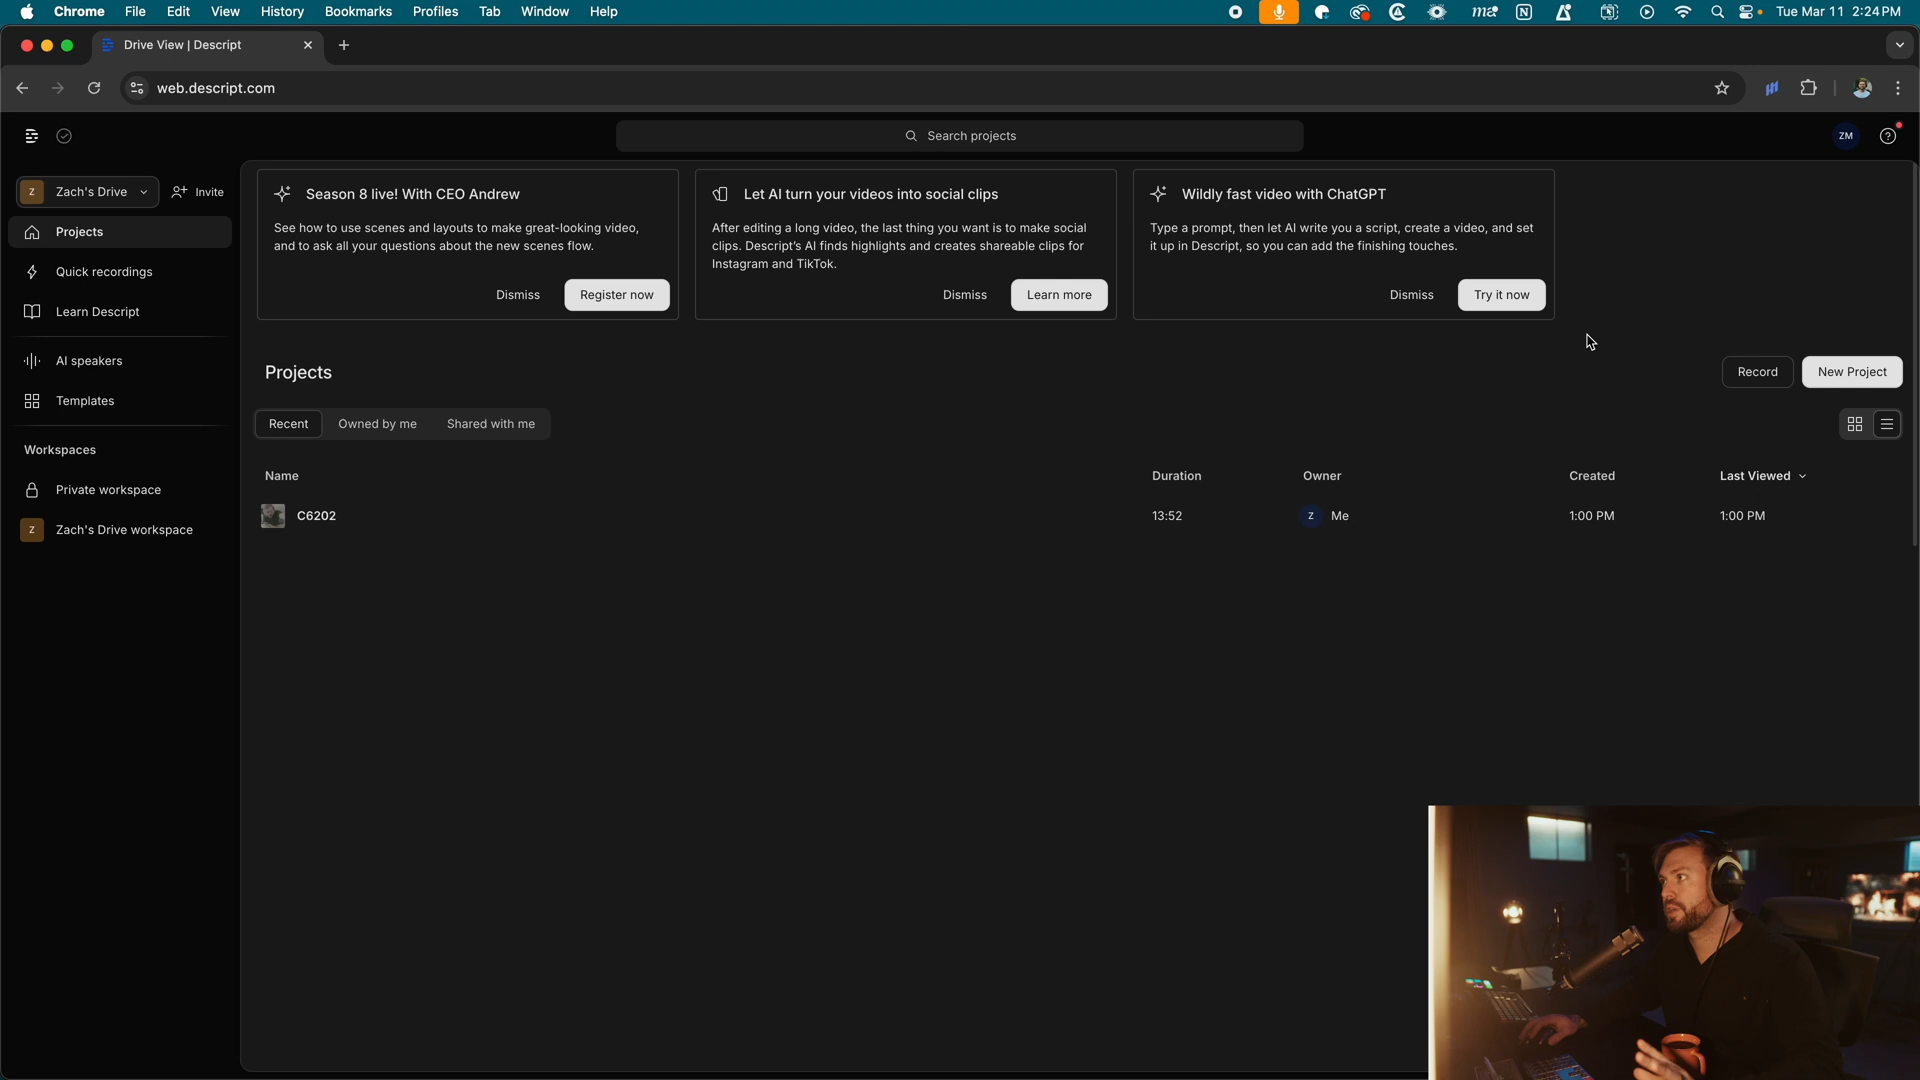 Chrome File Edit View History Bookmarks Profiles Tab Window Help
Tue Mar 11 2:24 PM
Drive View | Descript
web.descript.com
Search projects
ZM
Z Zach's Drive
Invite
Projects
Quick recordings
Learn Descript
AI speakers
Templates
Workspaces
Private workspace
Z Zach's Drive workspace
Season 8 live! With CEO Andrew
See how to use scenes and layouts to make great-looking video,
and to ask all your questions about the new scenes flow.
Dismiss Register now
Let AI turn your videos into social clips
After editing a long video, the last thing you want is to make social
clips. Descript's AI finds highlights and creates shareable clips for
Instagram and TikTok.
Dismiss Learn more
Wildly fast video with ChatGPT
Type a prompt, then let AI write you a script, create a video, and set
it up in Descript, so you can add the finishing touches.
Dismiss Try it now
Projects
Record New Project
Recent Owned by me Shared with me
Name Duration Owner Created Last Viewed
C6202 13:52 Z Me 1:00 PM 1:00 PM